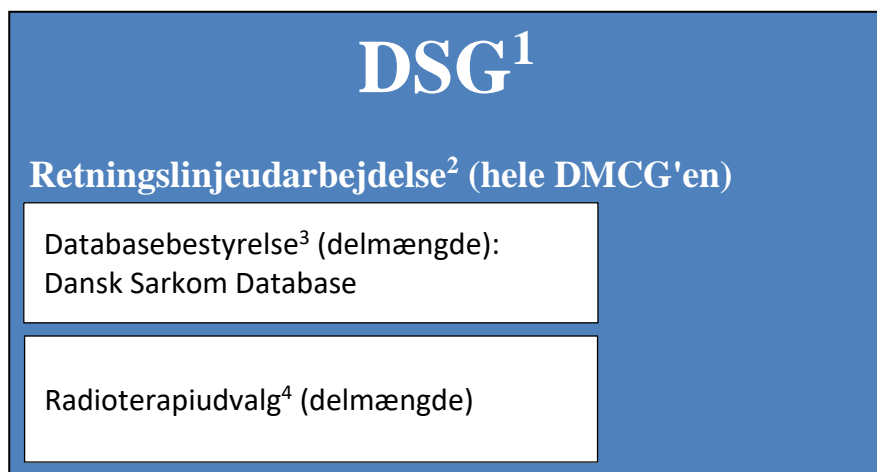 DSG¹
Retningslinjeudarbejdelse² (hele DMCG'en)
Databasebestyrelse³ (delmængde):
Dansk Sarkom Database
Radioterapiudvalg⁴ (delmængde)